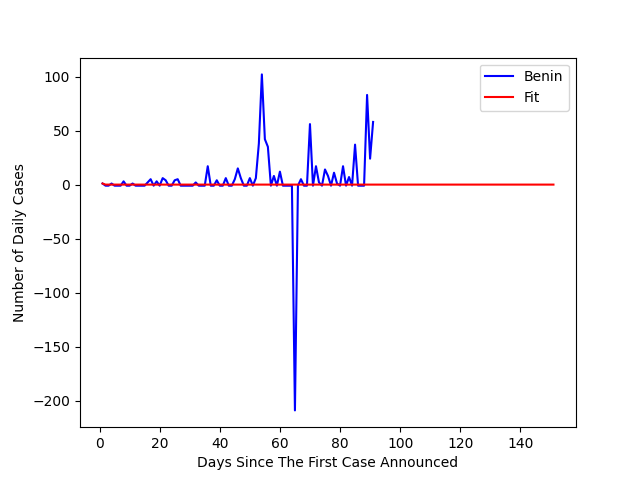 Benin
Fit
100
50
0
−50
−100
−150
−200
Number of Daily Cases
0 20 40 60 80 100 120 140
Days Since The First Case Announced